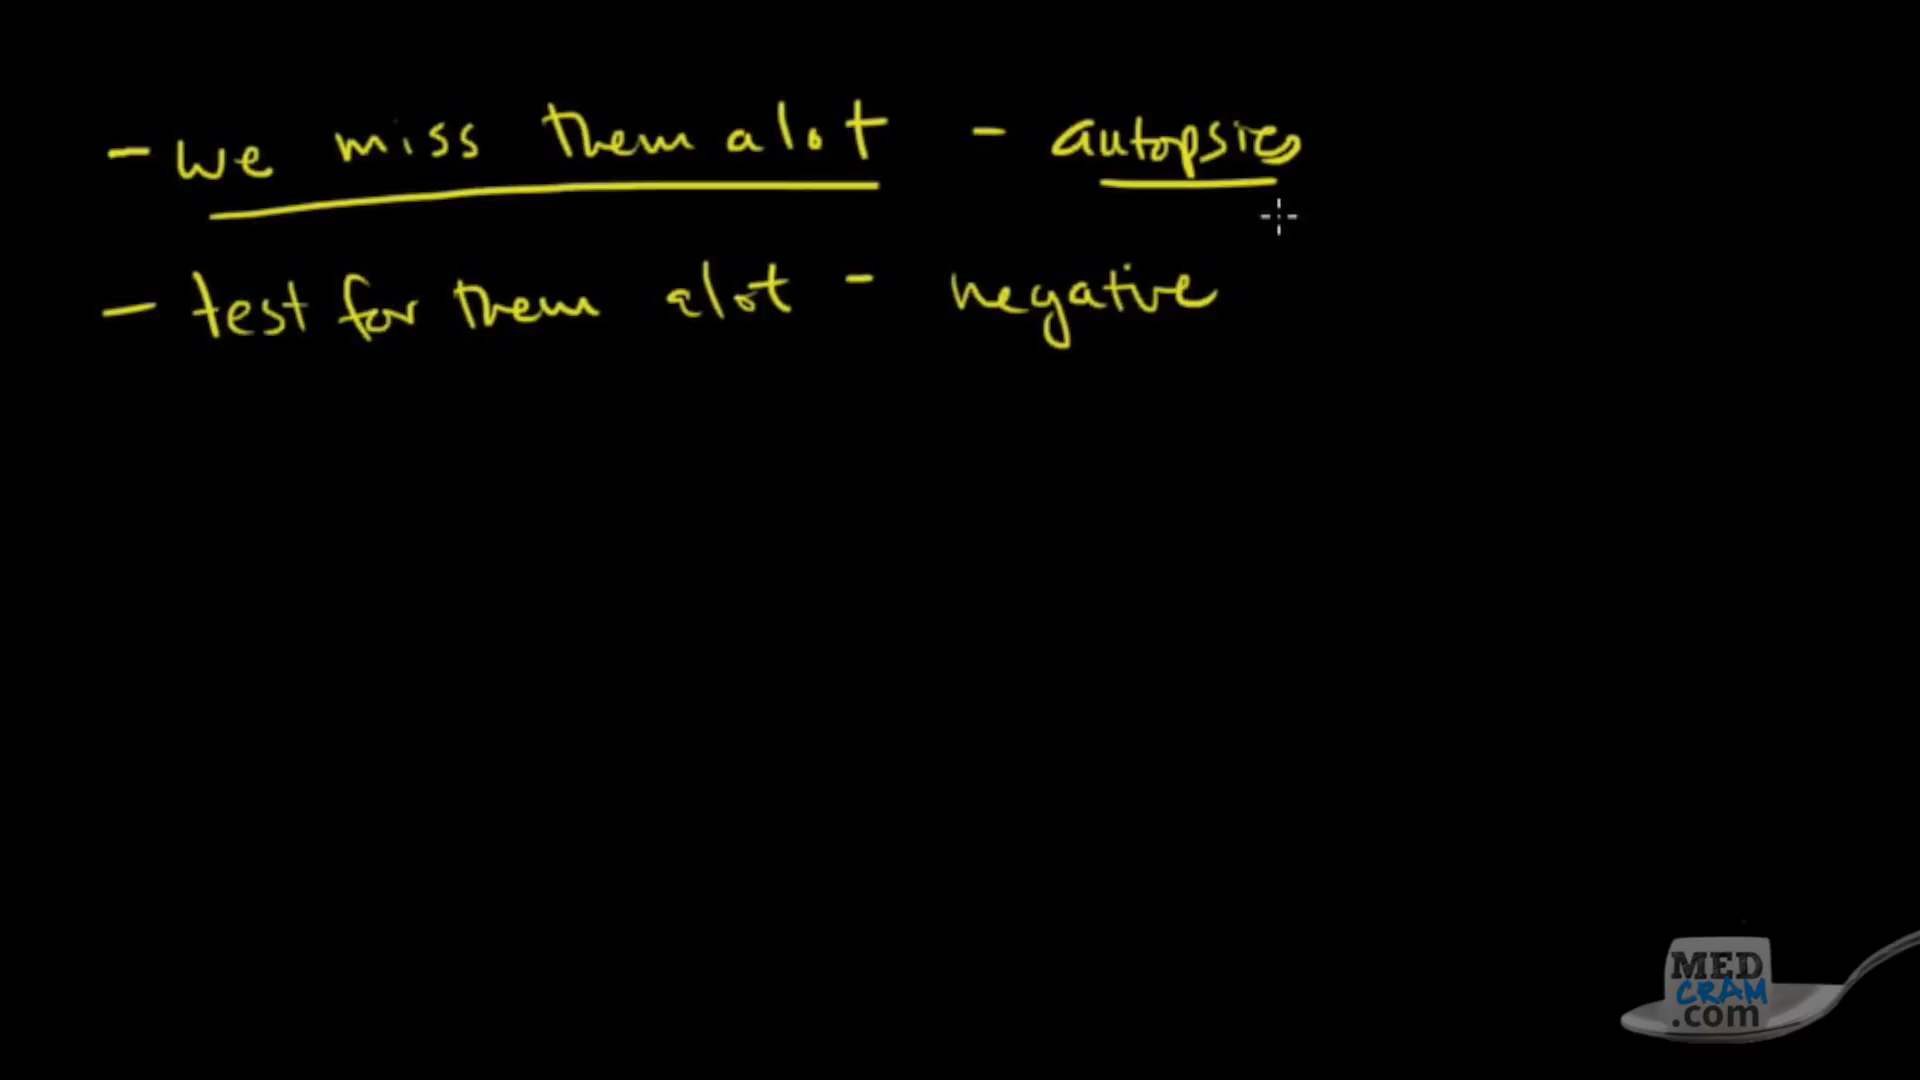 - we miss them alot - autopsies
- test for them alot - negative
MED
CRAM
.com